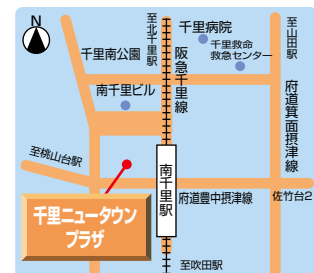 N
至北千里駅
千里病院
千里救命
救急センター
至山田駅
千里南公園
阪急千里線
南千里ビル
府道箕面摂津線
至桃山台駅
南千里駅
府道豊中摂津線
佐竹台2
千里ニュータウン
プラザ
至吹田駅